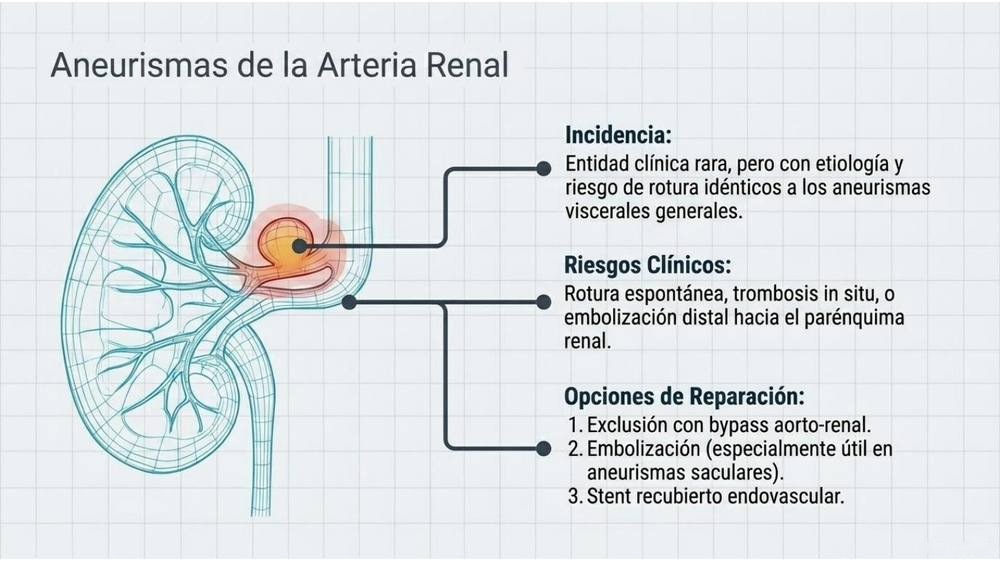 Aneurismas de la Arteria Renal
Incidencia:
Entidad clínica rara, pero con etiología y
riesgo de rotura idénticos a los aneurismas
viscerales generales.
Riesgos Clínicos:
Rotura espontánea, trombosis in situ, o
embolización distal hacia el parénquima
renal.
Opciones de Reparación:
1. Exclusión con bypass aorto-renal.
2. Embolización (especialmente útil en
aneurismas saculares).
3. Stent recubierto endovascular.